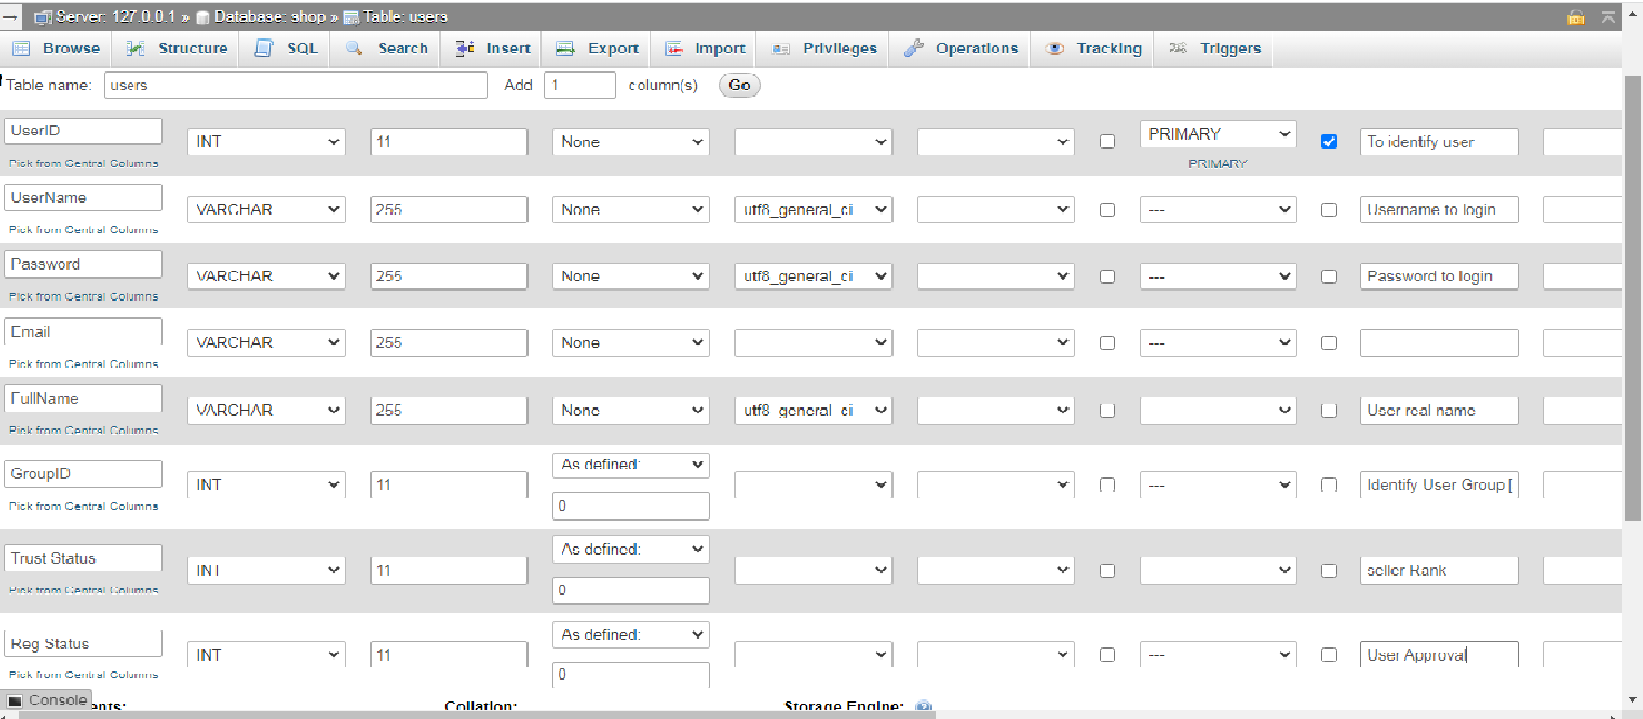 Server: 127.0.0.1 » Database: shop » Table: users
Browse Structure SQL Search Insert Export Import Privileges Operations Tracking Triggers
Table name: users Add 1 column(s) Go
UserID INT 11 None PRIMARY To identify user
Pick from Central Columns PRIMARY
UserName VARCHAR 255 None utf8_general_ci --- Username to login
Pick from Central Columns
Password VARCHAR 255 None utf8_general_ci --- Password to login
Pick from Central Columns
Email VARCHAR 255 None ---
Pick from Central Columns
FullName VARCHAR 255 None utf8_general_ci User real name
Pick from Central Columns
GroupID INT 11 As defined: --- Identify User Group [
Pick from Central Columns 0
Trust Status INT 11 As defined: seller Rank
Pick from Central Columns 0
Reg Status INT 11 As defined: --- User Approval
Pick from Central Columns 0
Console ents: Collation: Storage Engine: